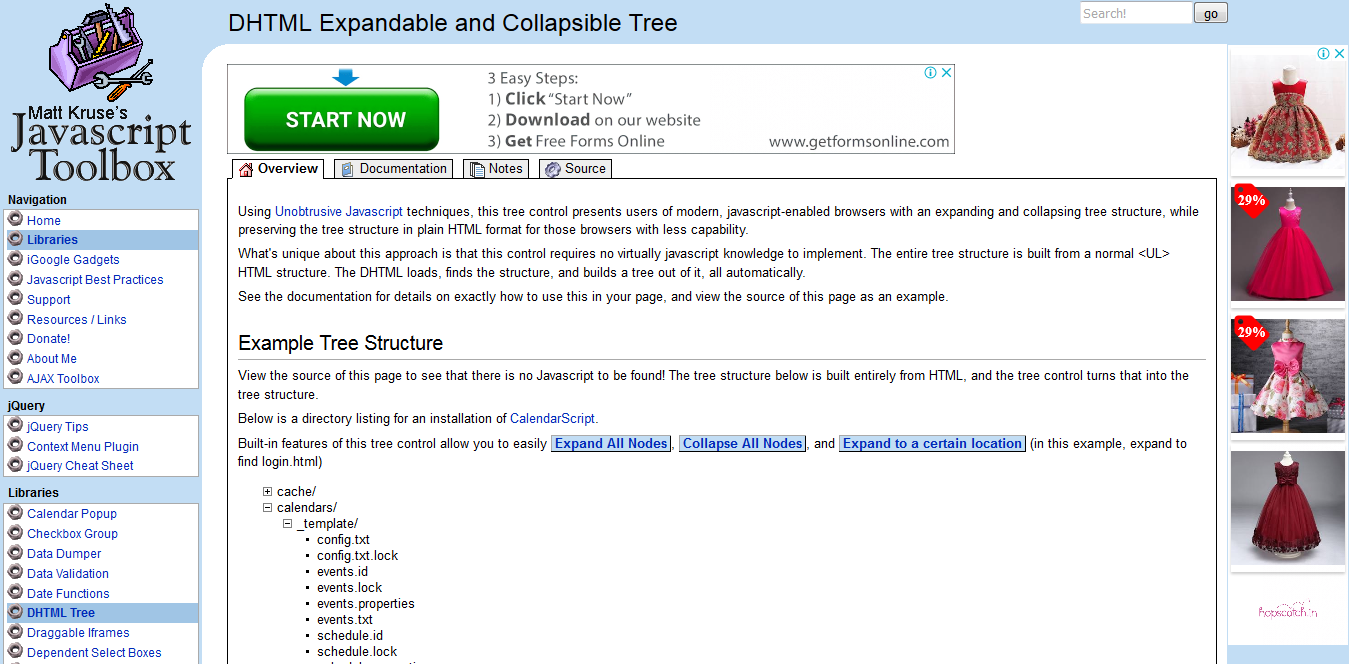 DHTML Expandable and Collapsible Tree
Search!
go
Matt Kruse's
Javascript
Toolbox
Navigation
Home
Libraries
iGoogle Gadgets
Javascript Best Practices
Support
Resources / Links
Donate!
About Me
AJAX Toolbox
jQuery
jQuery Tips
Context Menu Plugin
jQuery Cheat Sheet
Libraries
Calendar Popup
Checkbox Group
Data Dumper
Data Validation
Date Functions
DHTML Tree
Draggable Iframes
Dependent Select Boxes
START NOW
3 Easy Steps:
1) Click "Start Now"
2) Download on our website
3) Get Free Forms Online
www.getformsonline.com
Overview
Documentation
Notes
Source
Using Unobtrusive Javascript techniques, this tree control presents users of modern, javascript-enabled browsers with an expanding and collapsing tree structure, while
preserving the tree structure in plain HTML format for those browsers with less capability.
What's unique about this approach is that this control requires no virtually javascript knowledge to implement. The entire tree structure is built from a normal <UL>
HTML structure. The DHTML loads, finds the structure, and builds a tree out of it, all automatically.
See the documentation for details on exactly how to use this in your page, and view the source of this page as an example.
Example Tree Structure
View the source of this page to see that there is no Javascript to be found! The tree structure below is built entirely from HTML, and the tree control turns that into the
tree structure.
Below is a directory listing for an installation of CalendarScript.
Built-in features of this tree control allow you to easily Expand All Nodes, Collapse All Nodes, and Expand to a certain location (in this example, expand to
find login.html)
cache/
calendars/
_template/
config.txt
config.txt.lock
events.id
events.lock
events.properties
events.txt
schedule.id
schedule.lock
29%
29%
hopscotch.in